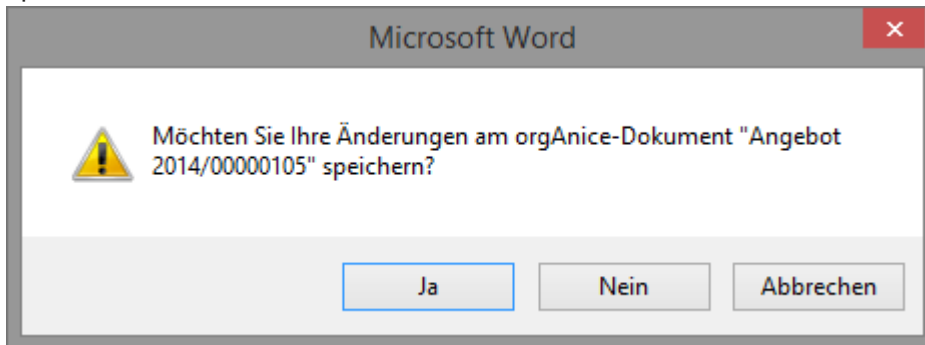 Microsoft Word
Möchten Sie Ihre Änderungen am orgAnice-Dokument "Angebot
2014/00000105" speichern?
Ja
Nein
Abbrechen